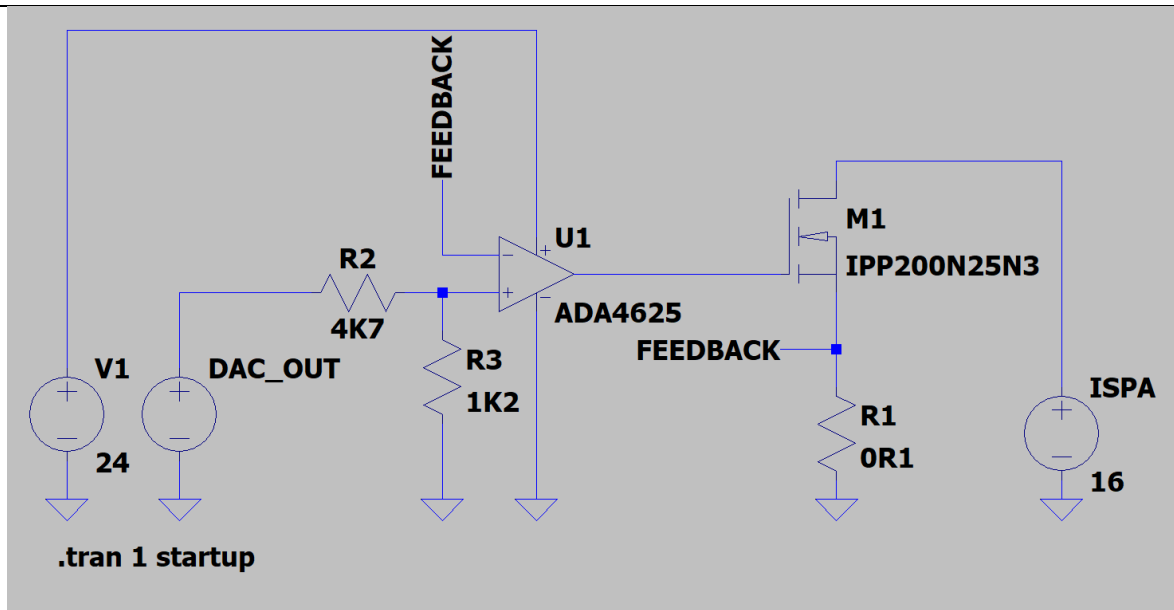 FEEDBACK
U1
ADA4625
R2
4K7
R3
1K2
V1
24
DAC_OUT
M1
IPP200N25N3
FEEDBACK
R1
0R1
ISPA
16
.tran 1 startup